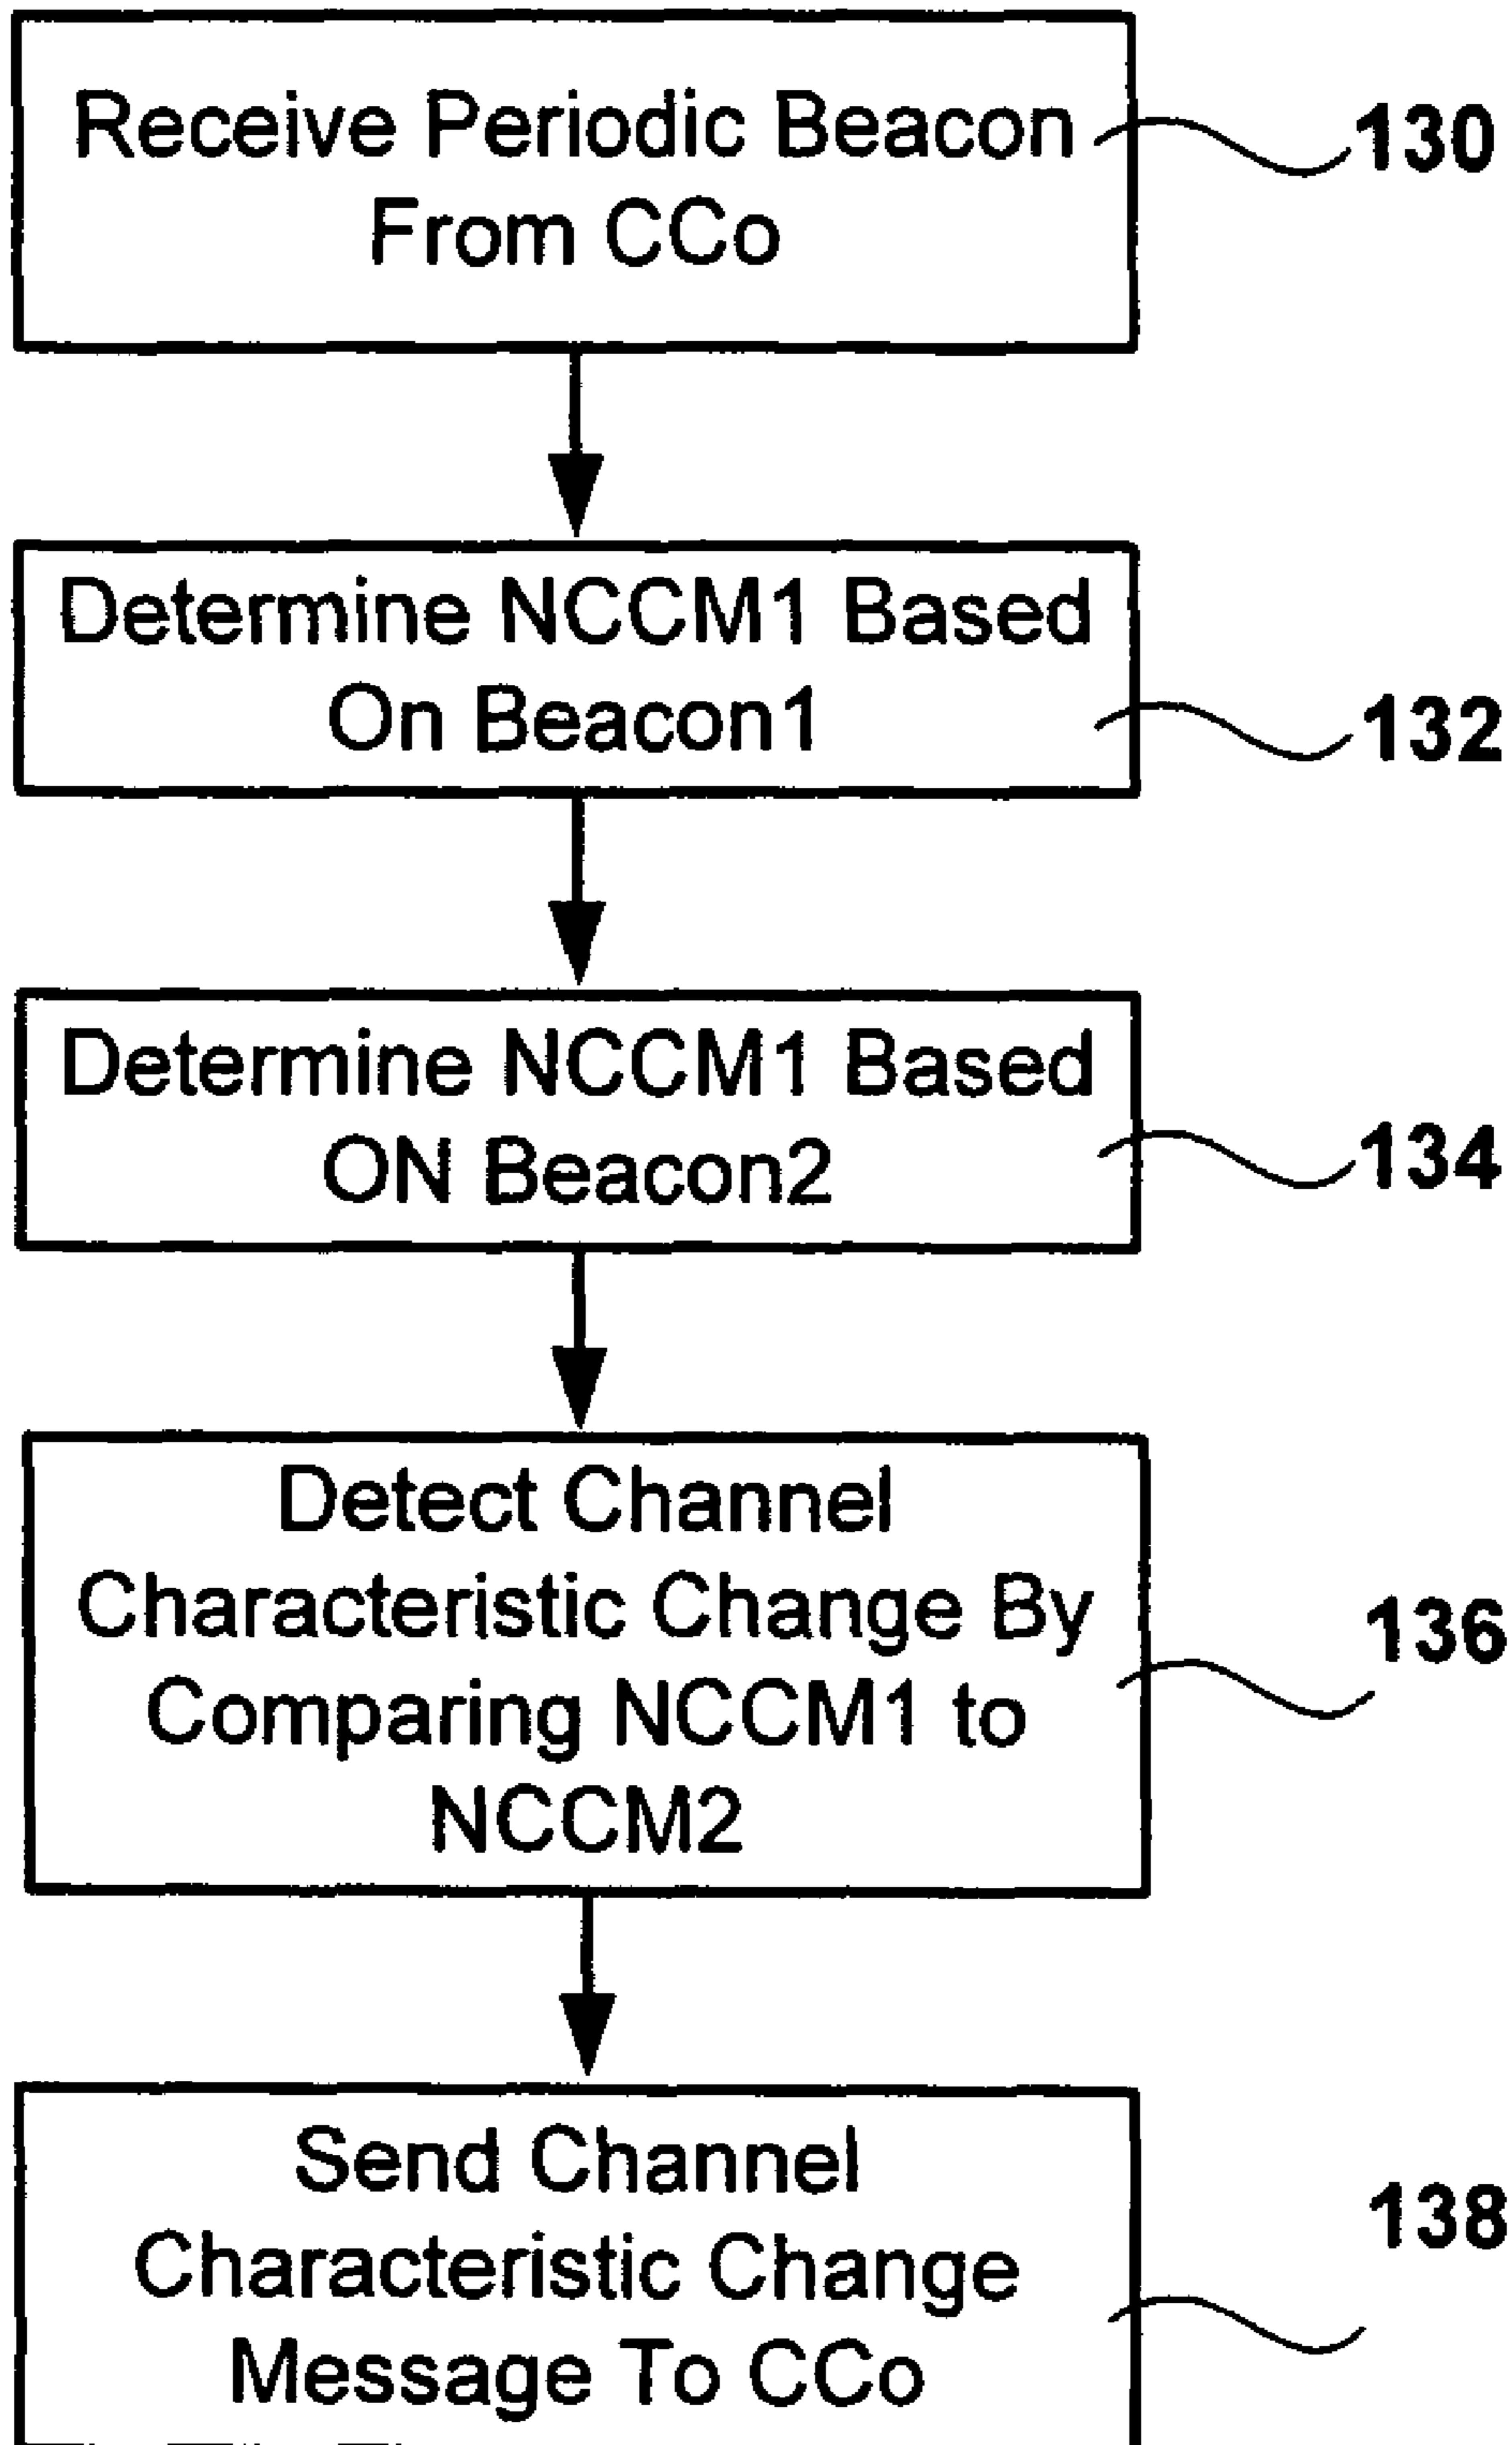 Receive Periodic Beacon
From CCo
130
Determine NCCM1 Based
On Beacon1
132
Determine NCCM1 Based
ON Beacon2
134
Detect Channel
Characteristic Change By
Comparing NCCM1 to
NCCM2
136
Send Channel
Characteristic Change
Message To CCo
138